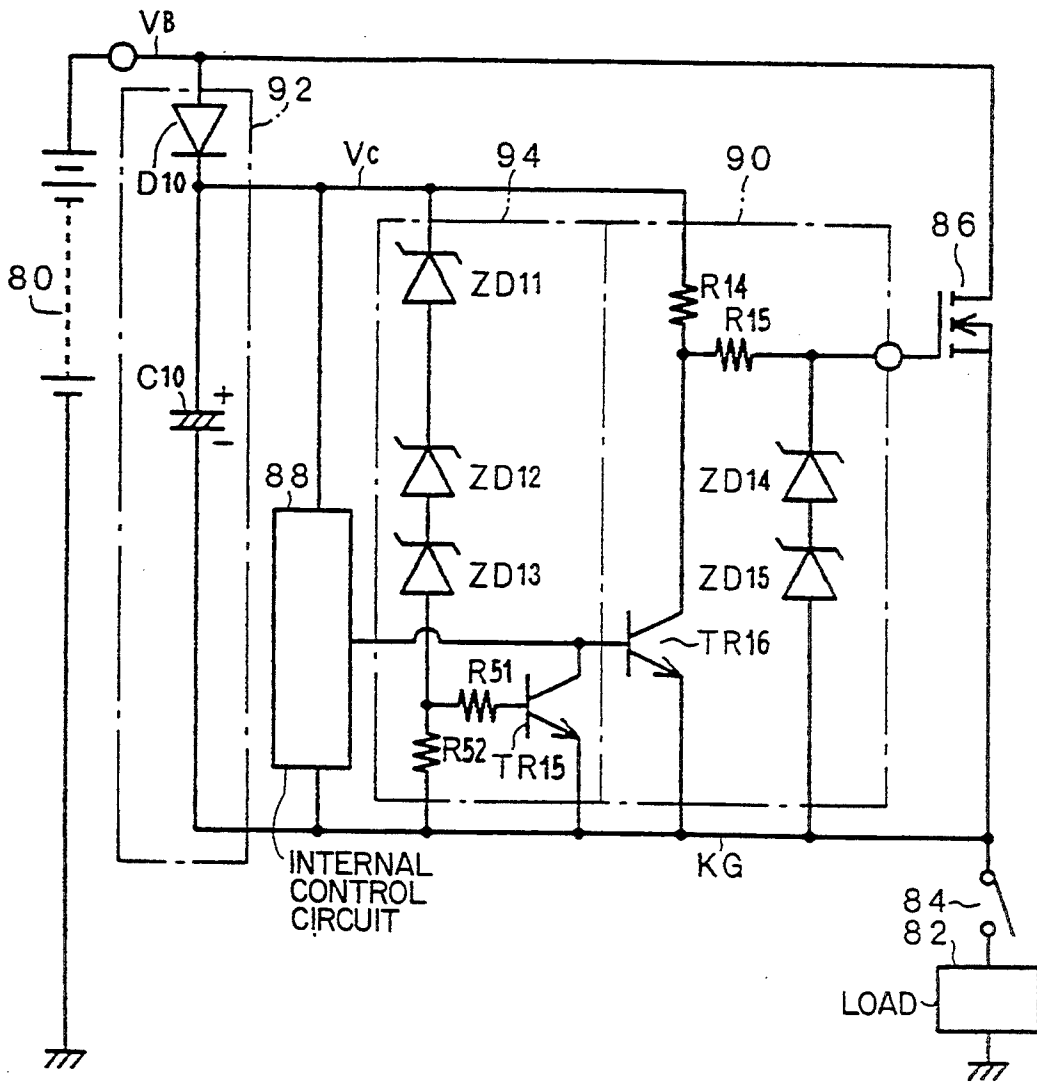 VB
92
D10
VC
94
90
86
80
ZD11
R14
R15
C10
+
-
88
ZD12
ZD14
ZD13
ZD15
TR16
R51
R52
TR15
INTERNAL
CONTROL
CIRCUIT
KG
84
82
LOAD